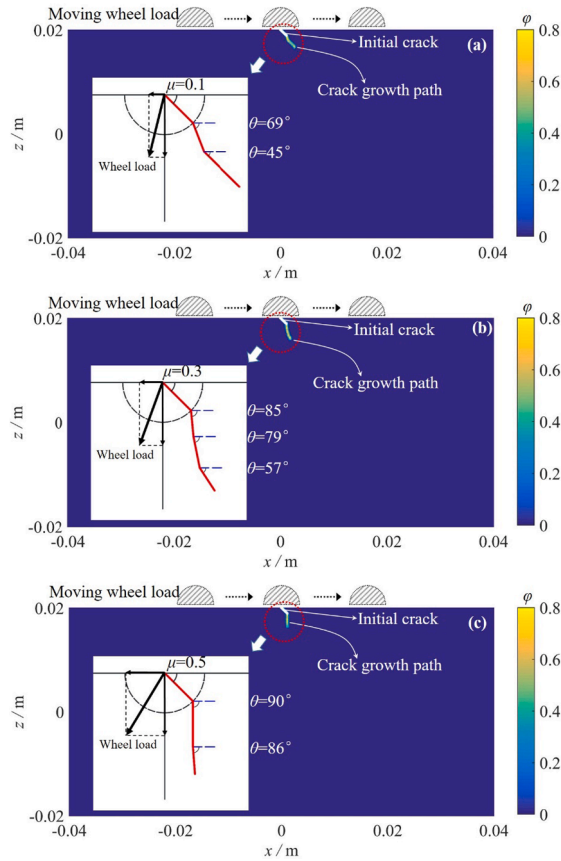 Moving wheel load
φ
0.02
Initial crack
(a)
0.8
Crack growth path
μ=0.1
0.6
z / m
0
θ=69°
0.4
θ=45°
Wheel load
0.2
-0.02
0
-0.04
-0.02
0
0.02
0.04
x / m
Moving wheel load
φ
0.02
Initial crack
(b)
0.8
Crack growth path
μ=0.3
0.6
z / m
0
θ=85°
0.4
θ=79°
Wheel load
θ=57°
0.2
-0.02
0
-0.04
-0.02
0
0.02
0.04
x / m
Moving wheel load
φ
0.02
Initial crack
(c)
0.8
Crack growth path
μ=0.5
0.6
z / m
0
θ=90°
0.4
Wheel load
θ=86°
0.2
-0.02
0
-0.04
-0.02
0
0.02
0.04
x / m